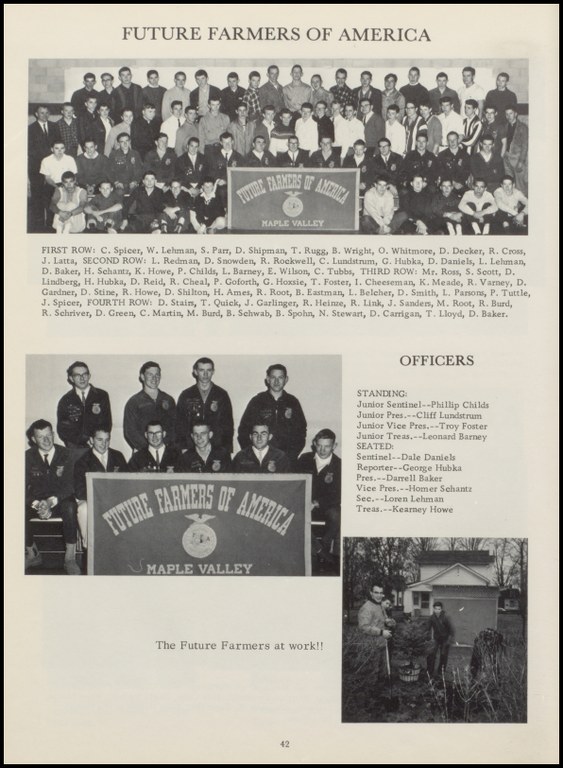 FUTURE FARMERS OF AMERICA
FUTURE FARMERS OF AMERICA
MAPLE VALLEY
FIRST ROW: C. Spicer, W. Lehman, S. Parr, D. Shipman, T. Rugg, B. Wright, O. Whitmore, D. Decker, R. Cross,
J. Latta, SECOND ROW: L. Redman, D. Snowden, R. Rockwell, C. Lundstrum, G. Hubka, D. Daniels, L. Lehman,
D. Baker, H. Schantz, K. Howe, P. Childs, L. Barney, E. Wilson, C. Tubbs, THIRD ROW: Mr. Ross, S. Scott, D.
Lindberg, H. Hubka, D. Reid, R. Cheal, P. Goforth, G. Hoxsie, T. Foster, I. Cheeseman, K. Meade, R. Varney, D.
Gardner, D. Stine, R. Howe, D. Shilton, H. Ames, R. Root, B. Eastman, L. Belcher, D. Smith, L. Parsons, P. Tuttle,
J. Spicer, FOURTH ROW: D. Stairs, T. Quick, J. Garlinger, R. Heinze, R. Link, J. Sanders, M. Root, R. Burd,
R. Schriver, D. Green, C. Martin, M. Burd, B. Schwab, B. Spohn, N. Stewart, D. Carrigan, T. Lloyd, D. Baker.
OFFICERS
STANDING:
Junior Sentinel--Phillip Childs
Junior Pres.--Cliff Lundstrum
Junior Vice Pres.--Troy Foster
Junior Treas.--Leonard Barney
SEATED:
Sentinel--Dale Daniels
Reporter--George Hubka
Pres--Darrell Baker
Vice Pres.--Homer Schantz
Sec.--Loren Lehman
Treas.--Kearney Howe
FUTURE FARMERS OF AMERICA
MAPLE VALLEY
The Future Farmers at work!!
42